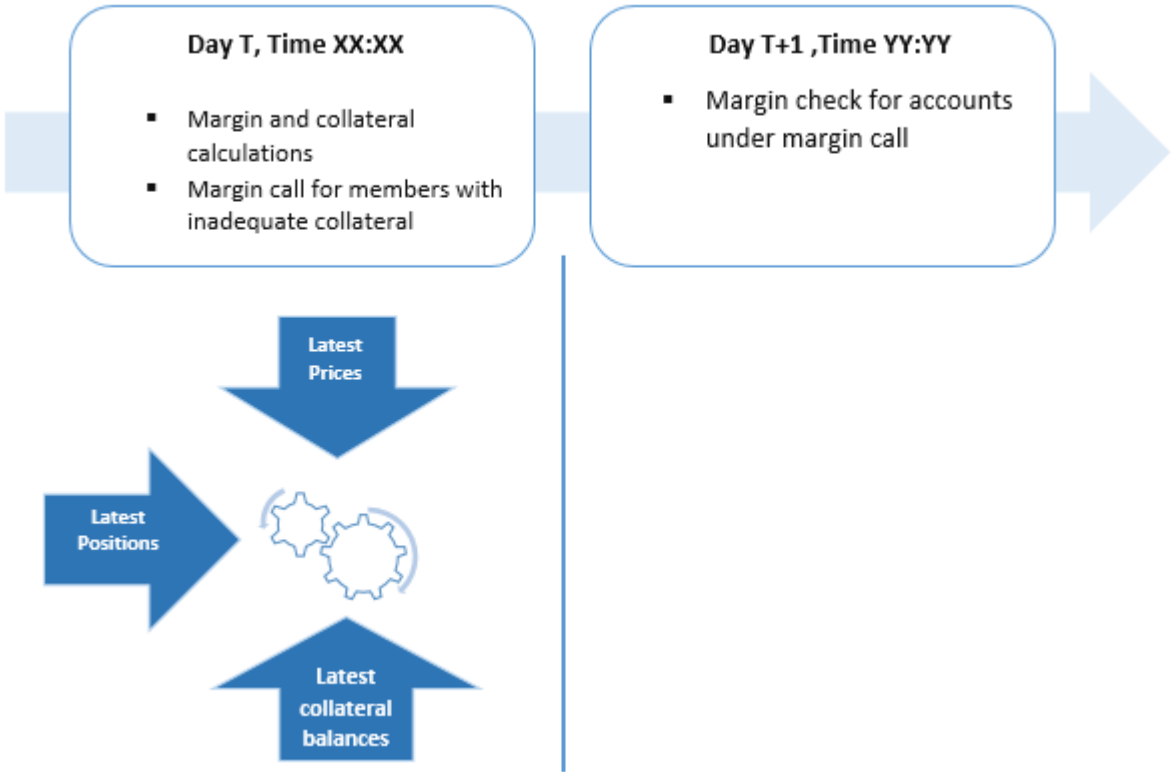 Day T, Time XX:XX
▪ Margin and collateral
calculations
▪ Margin call for members with
inadequate collateral
Day T+1 ,Time YY:YY
▪ Margin check for accounts
under margin call
Latest
Prices
Latest
Positions
Latest
collateral
balances